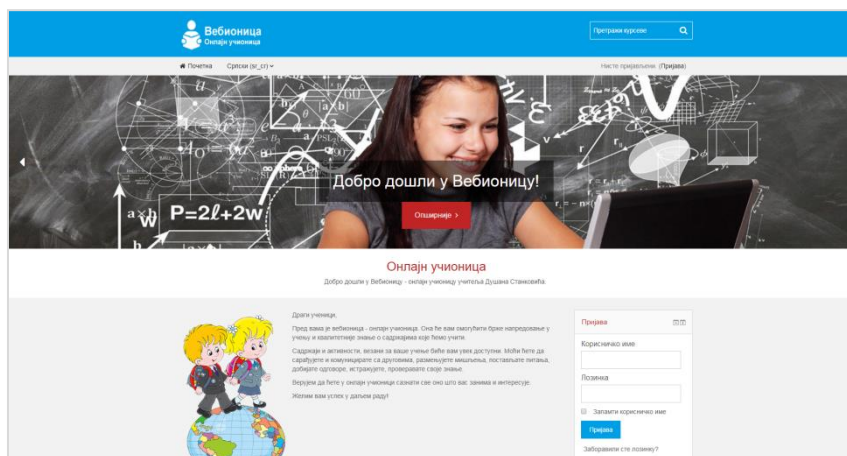 Вебионица
Онлајн учионица
Претражи курсеве
Почетка Српски (sr_cr)
Нисте пријављени. (Пријава)
60°
|a×b|
a×b
P=2ℓ+2w
Добро дошли у Вебионицу!
Опширније >
Онлајн учионица
Добро дошли у Вебионицу - онлајн учионицу учитеља Душана Станковића.
Драги ученици,
Пред вама је вебионица - онлајн учионица. Она ће вам омогућити брже напредовање у
учењу и квалитетније знање о садржајима које ћемо учити.
Садржаји и активности, везани за ваше учење биће вам увек доступни. Моћи ћете да
сарађујете и комуницирате са друговима, размењујете мишљења, постављате питања,
добијате одговоре, истражујете, проверавате своје знање.
Верујем да ћете у онлајн учионици сазнати све оно што вас занима и интересује.
Желим вам успех у даљем раду!
Пријава
Корисничко име
Лозинка
Запамти корисничко име
Пријава
Заборавили сте лозинку?